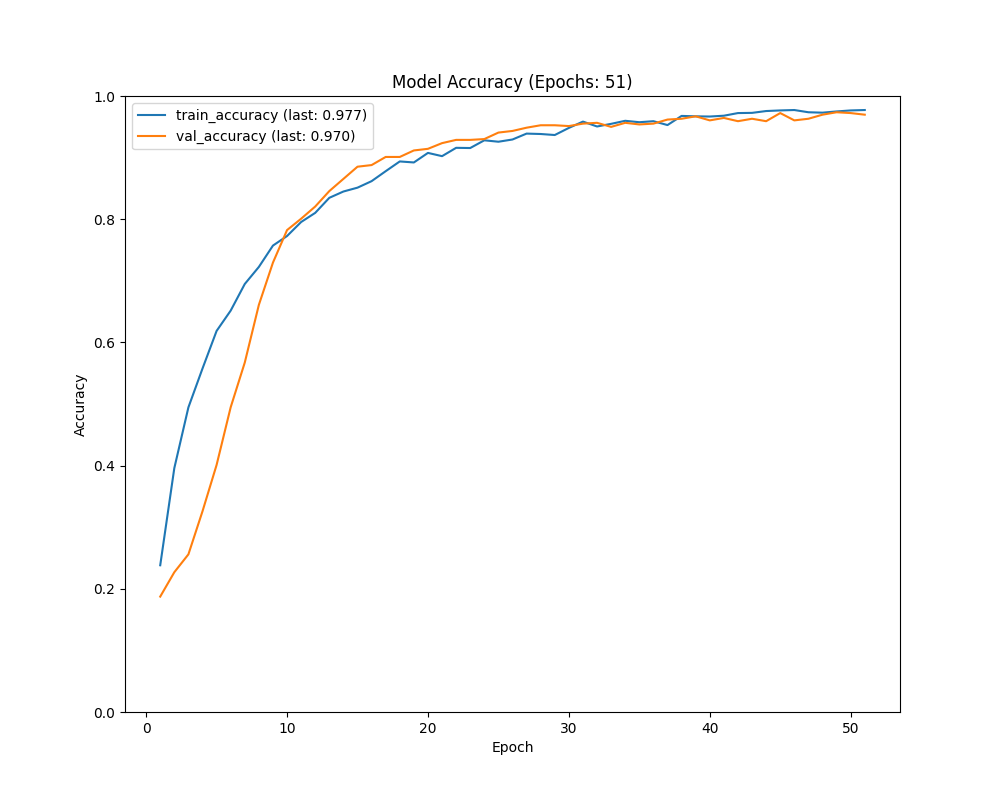 Model Accuracy (Epochs: 51)
train_accuracy (last: 0.977)
val_accuracy (last: 0.970)
1.0
0.8
0.6
0.4
0.2
0.0
Accuracy
0 10 20 30 40 50
Epoch